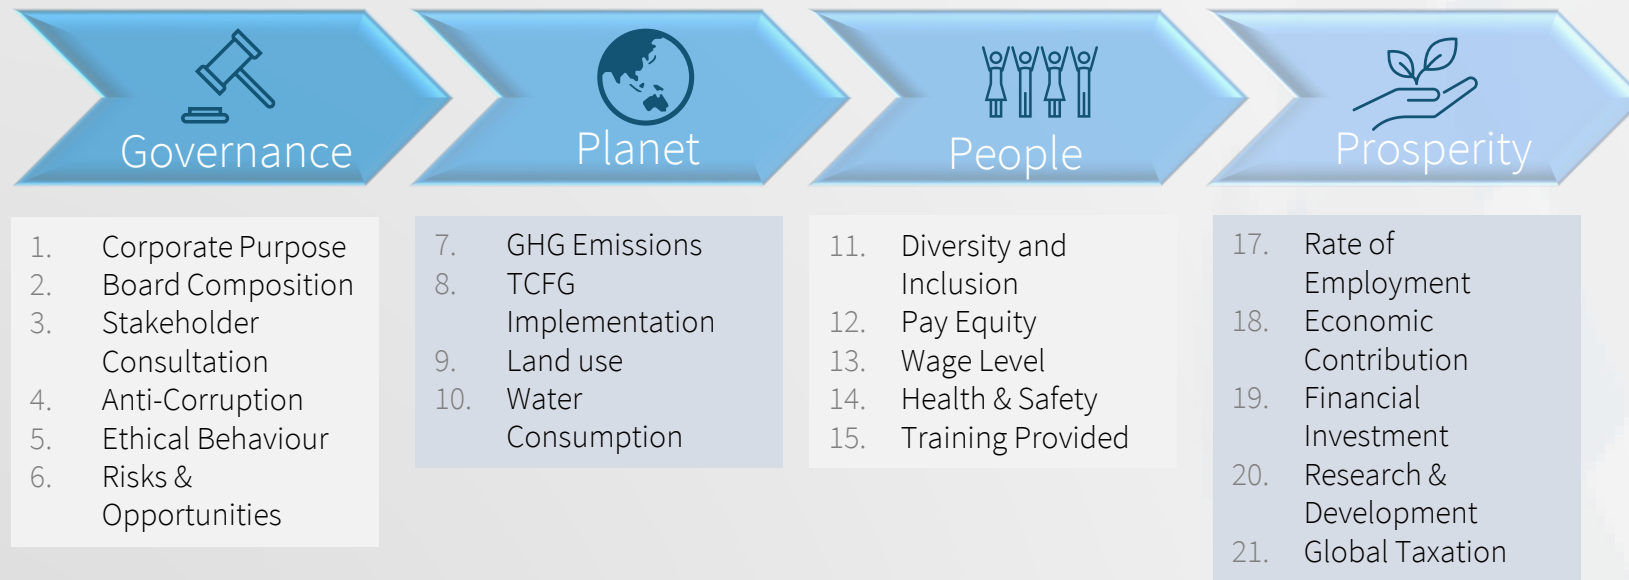 Governance
Planet
People
Prosperity
1. Corporate Purpose
2. Board Composition
3. Stakeholder
Consultation
4. Anti-Corruption
5. Ethical Behaviour
6. Risks &
Opportunities
7. GHG Emissions
8. TCFG
Implementation
9. Land use
10. Water
Consumption
11. Diversity and
Inclusion
12. Pay Equity
13. Wage Level
14. Health & Safety
15. Training Provided
17. Rate of
Employment
18. Economic
Contribution
19. Financial
Investment
20. Research &
Development
21. Global Taxation